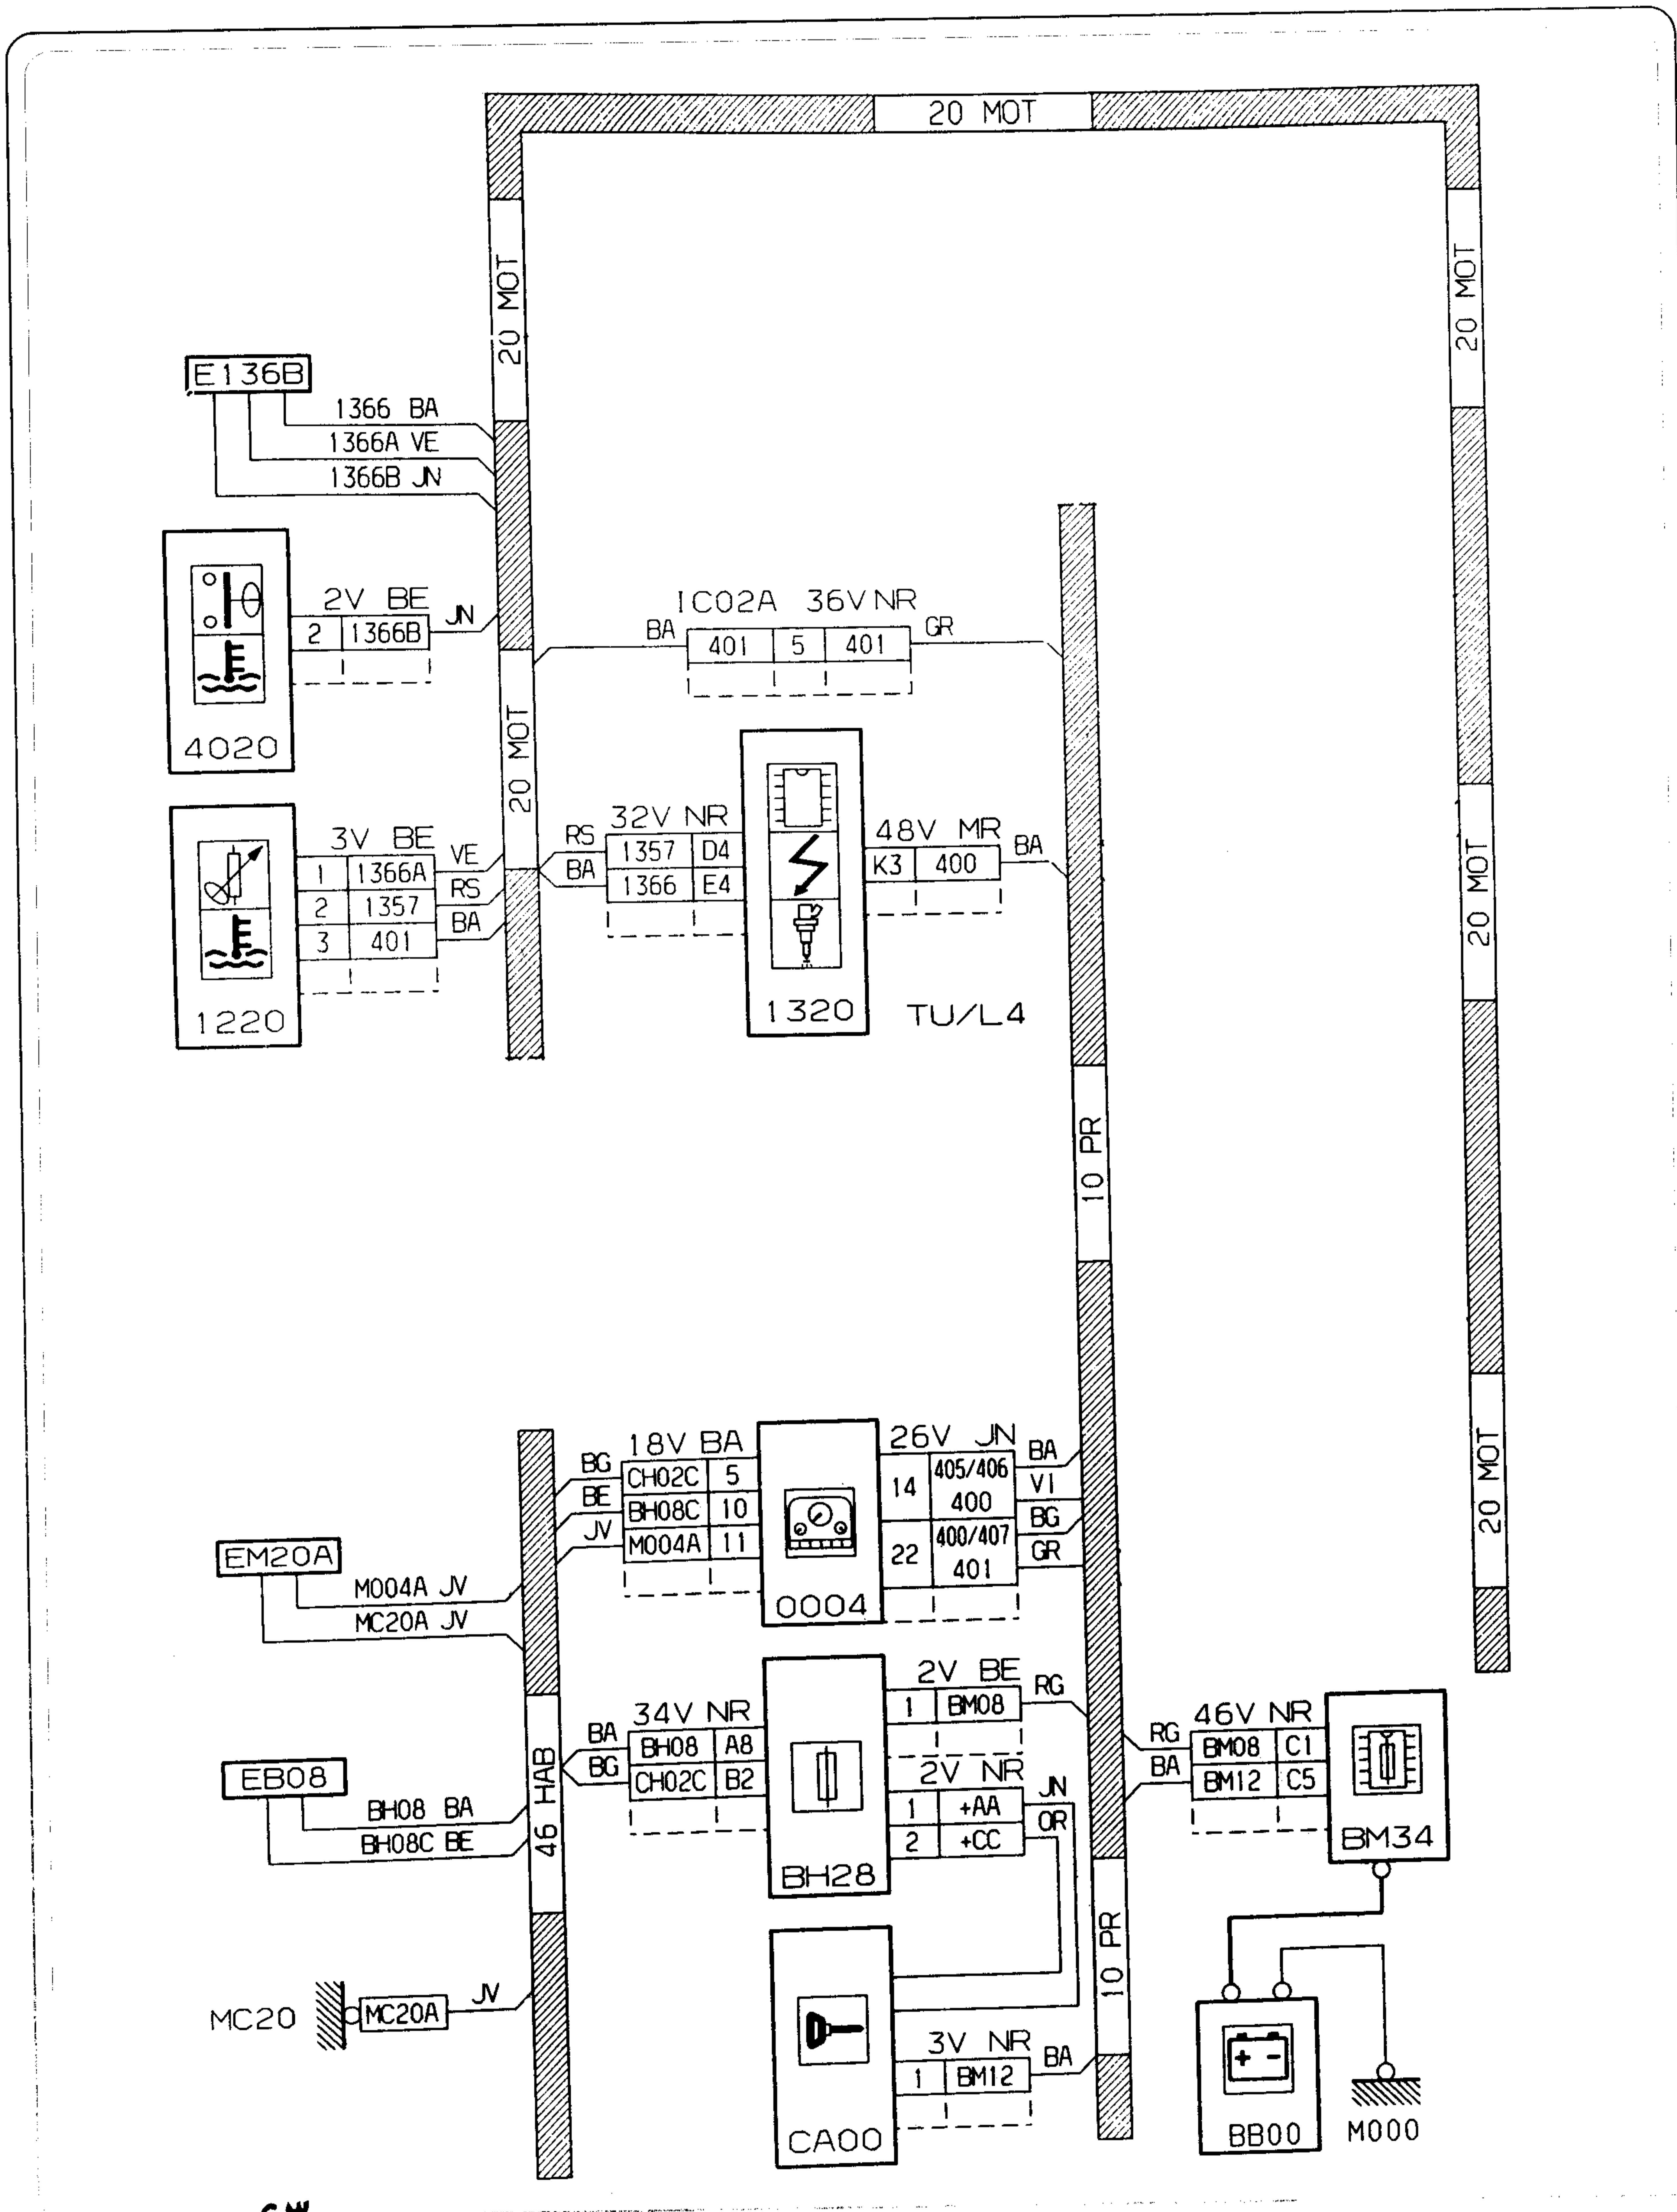 20 MOT
20 MOT
20 MOT
E136B
1366 BA
1366A VE
1366B JN
2V BE
2 1366B JN
4020
1C02A 36V NR
BA 401 5 401 GR
20 MOT
3V BE
1 1366A VE
2 1357 RS
3 401 BA
1220
32V NR
RS 1357 D4
BA 1366 E4
48V MR
K3 400 BA
1320
TU/L4
20 MOT
10 PR
18V BA
BG CH02C 5
BE BH08C 10
JV M004A 11
0004
26V JN
14 405/406 BA
400 VI
22 400/407 BG
401 GR
20 MOT
EM20A
M004A JV
MC20A JV
34V NR
BA BH08 A8
BG CH02C B2
BH28
2V BE
1 BM08 RG
2V NR
1 +AA JN
2 +CC OR
46V NR
RG BM08 C1
BA BM12 C5
BM34
EB08
BH08 BA
BH08C BE
46 HAB
10 PR
MC20 MC20A JV
3V NR
1 BM12 BA
CA00
+ -
BB00
M000